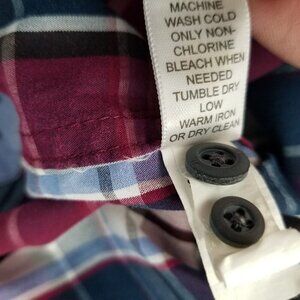 MACHINE
WASH COLD
ONLY NON-
CHLORINE
BLEACH WHEN
NEEDED
TUMBLE DRY
LOW
WARM IRON
OR DRY CLEAN